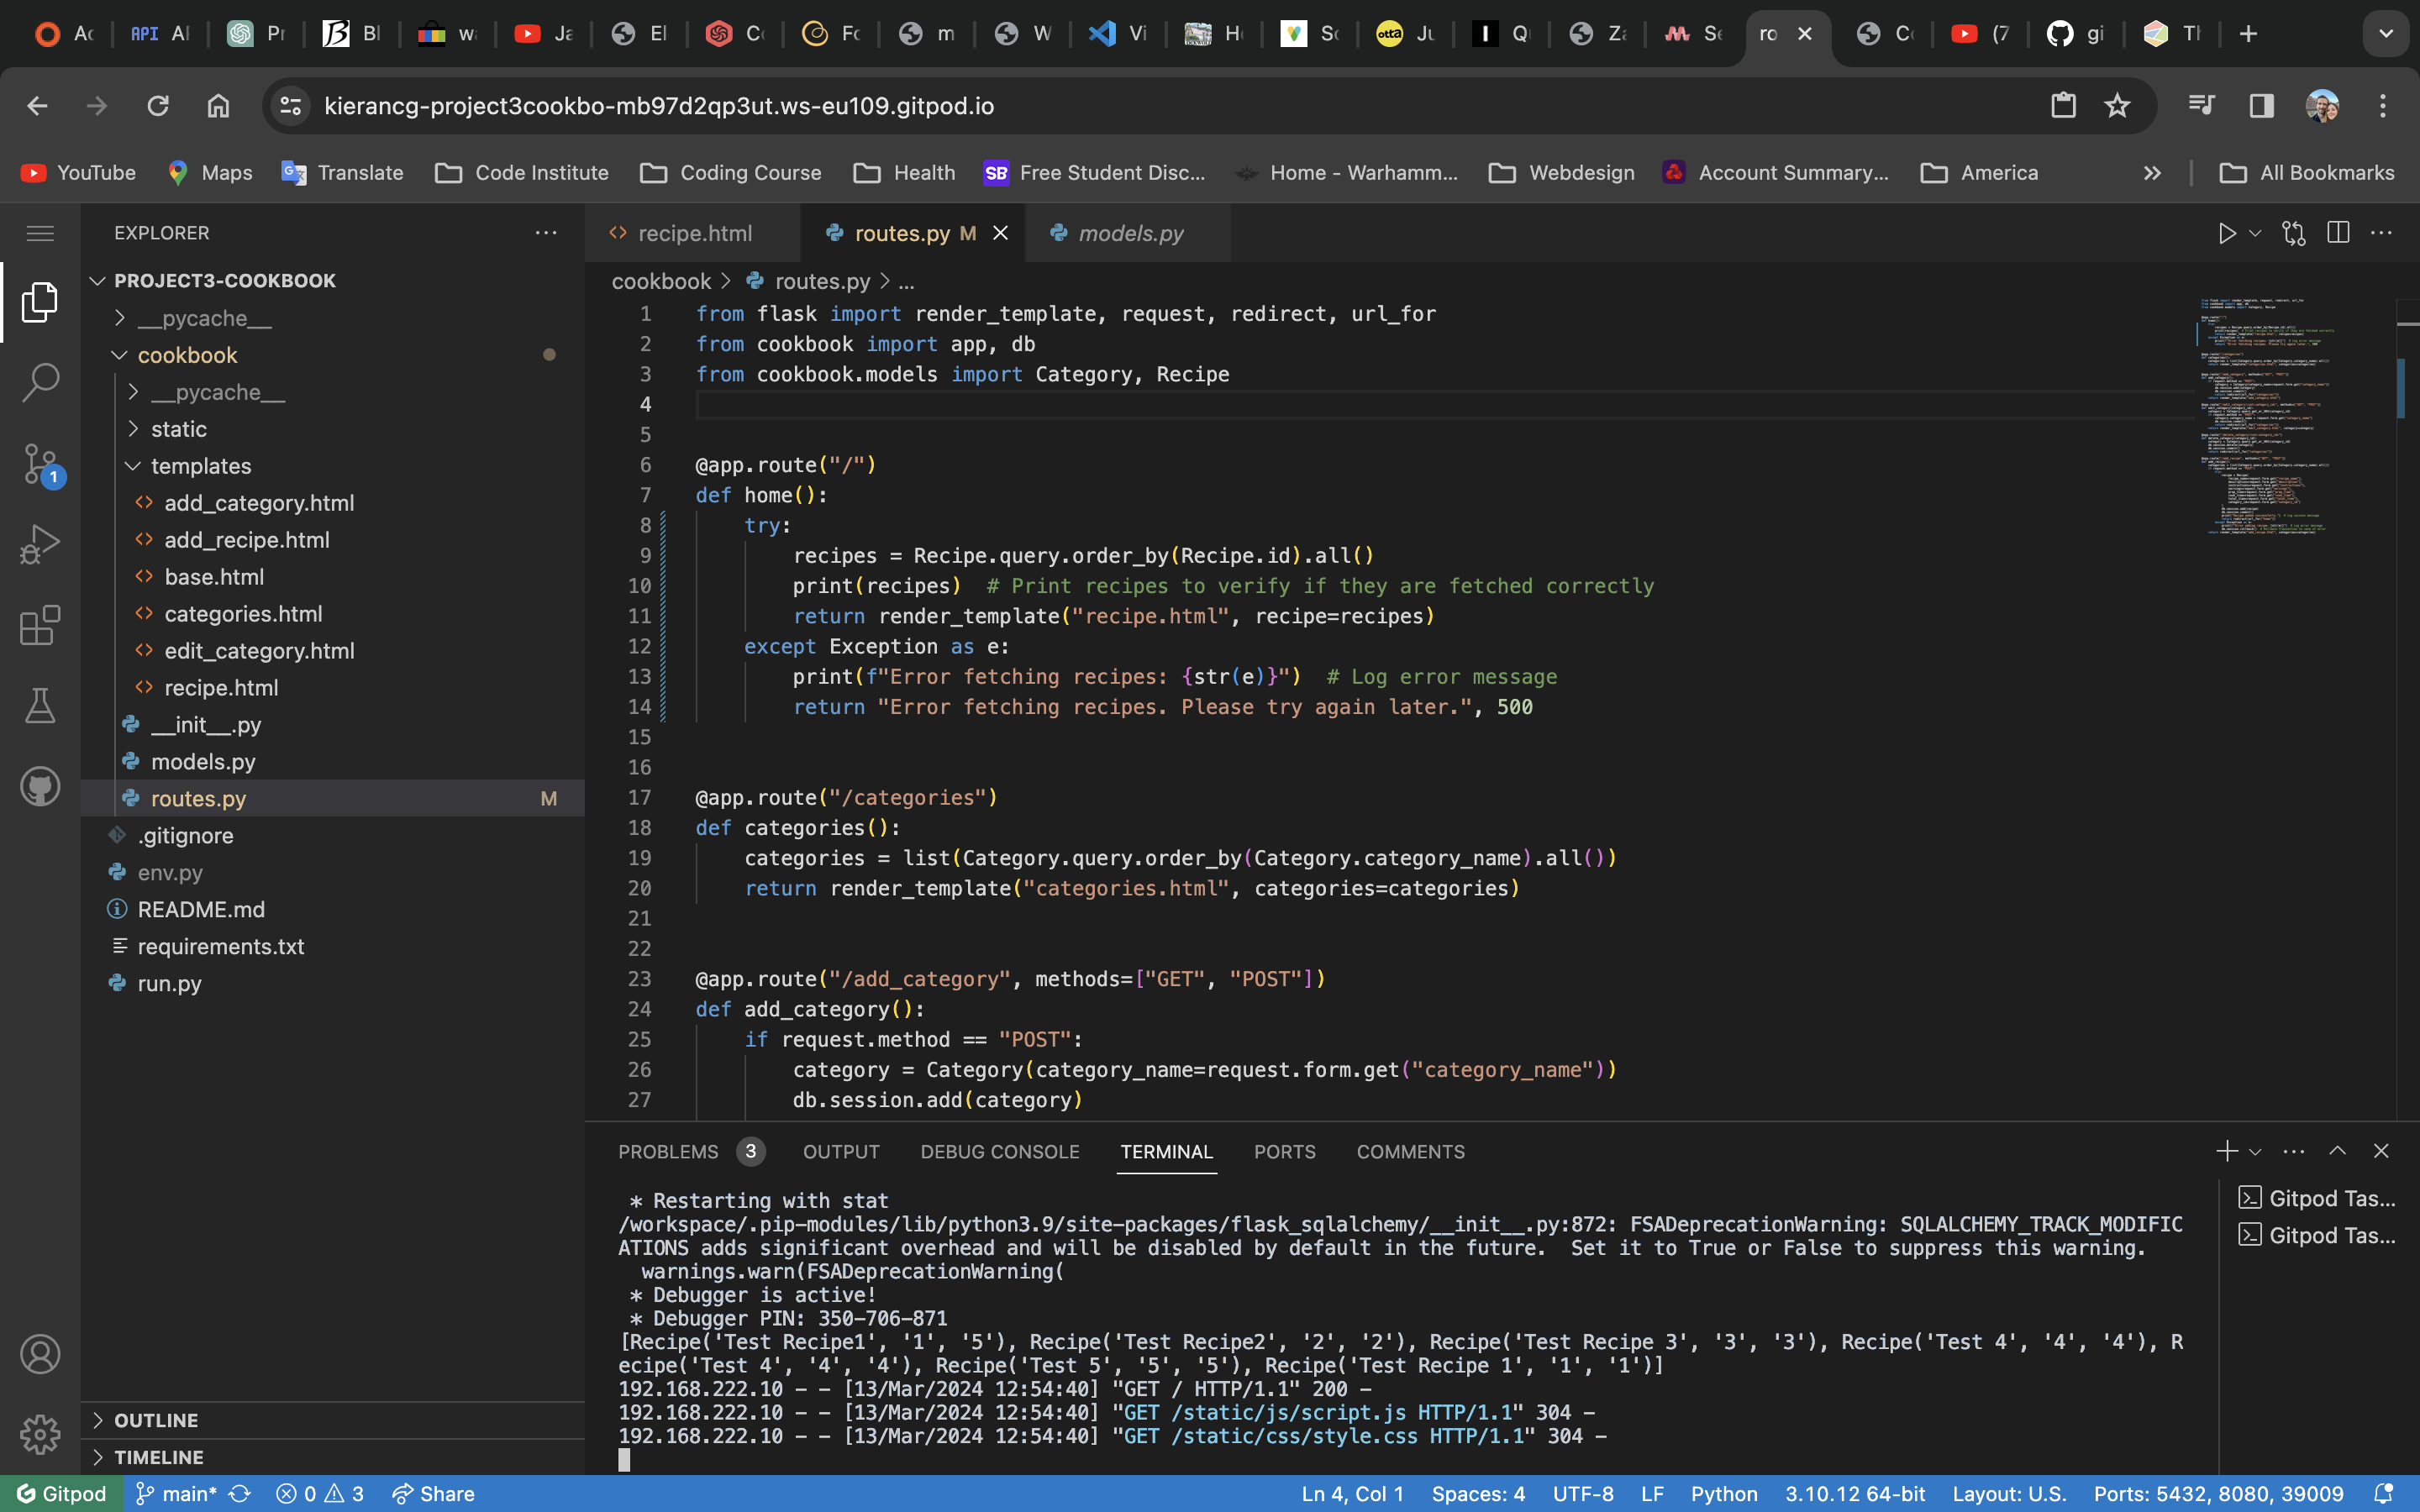 Ac
API
AI
Pr
Bl
wa
Ja
El
Co
Fo
m
W
Vi
Ho
Sc
otta
Ju
Q
Za
Se
ro
Co
(7
gi
Th
kierancg-project3cookbo-mb97d2qp3ut.ws-eu109.gitpod.io
YouTube
Maps
Translate
Code Institute
Coding Course
Health
SB
Free Student Disc...
Home - Warhamm...
Webdesign
Account Summary...
America
All Bookmarks
EXPLORER
PROJECT3-COOKBOOK
__pycache__
cookbook
__pycache__
static
templates
add_category.html
add_recipe.html
base.html
categories.html
edit_category.html
recipe.html
__init__.py
models.py
routes.py M
.gitignore
env.py
README.md
requirements.txt
run.py
OUTLINE
TIMELINE
1
recipe.html
routes.py M
models.py
cookbook > routes.py > ...
1 from flask import render_template, request, redirect, url_for
2 from cookbook import app, db
3 from cookbook.models import Category, Recipe
4
5
6 @app.route("/")
7 def home():
8 try:
9 recipes = Recipe.query.order_by(Recipe.id).all()
10 print(recipes) # Print recipes to verify if they are fetched correctly
11 return render_template("recipe.html", recipe=recipes)
12 except Exception as e:
13 print(f"Error fetching recipes: {str(e)}") # Log error message
14 return "Error fetching recipes. Please try again later.", 500
15
16
17 @app.route("/categories")
18 def categories():
19 categories = list(Category.query.order_by(Category.category_name).all())
20 return render_template("categories.html", categories=categories)
21
22
23 @app.route("/add_category", methods=["GET", "POST"])
24 def add_category():
25 if request.method == "POST":
26 category = Category(category_name=request.form.get("category_name"))
27 db.session.add(category)
PROBLEMS 3
OUTPUT
DEBUG CONSOLE
TERMINAL
PORTS
COMMENTS
* Restarting with stat
/workspace/.pip-modules/lib/python3.9/site-packages/flask_sqlalchemy/__init__.py:872: FSADeprecationWarning: SQLALCHEMY_TRACK_MODIFIC
ATIONS adds significant overhead and will be disabled by default in the future.  Set it to True or False to suppress this warning.
warnings.warn(FSADeprecationWarning(
* Debugger is active!
* Debugger PIN: 350-706-871
[Recipe('Test Recipe1', '1', '5'), Recipe('Test Recipe2', '2', '2'), Recipe('Test Recipe 3', '3', '3'), Recipe('Test 4', '4', '4'), R
ecipe('Test 4', '4', '4'), Recipe('Test 5', '5', '5'), Recipe('Test Recipe 1', '1', '1')]
192.168.222.10 - - [13/Mar/2024 12:54:40] "GET / HTTP/1.1" 200 -
192.168.222.10 - - [13/Mar/2024 12:54:40] "GET /static/js/script.js HTTP/1.1" 304 -
192.168.222.10 - - [13/Mar/2024 12:54:40] "GET /static/css/style.css HTTP/1.1" 304 -
Gitpod Tas...
Gitpod Tas...
Gitpod
main*
0
3
Share
Ln 4, Col 1
Spaces: 4
UTF-8
LF
Python
3.10.12 64-bit
Layout: U.S.
Ports: 5432, 8080, 39009